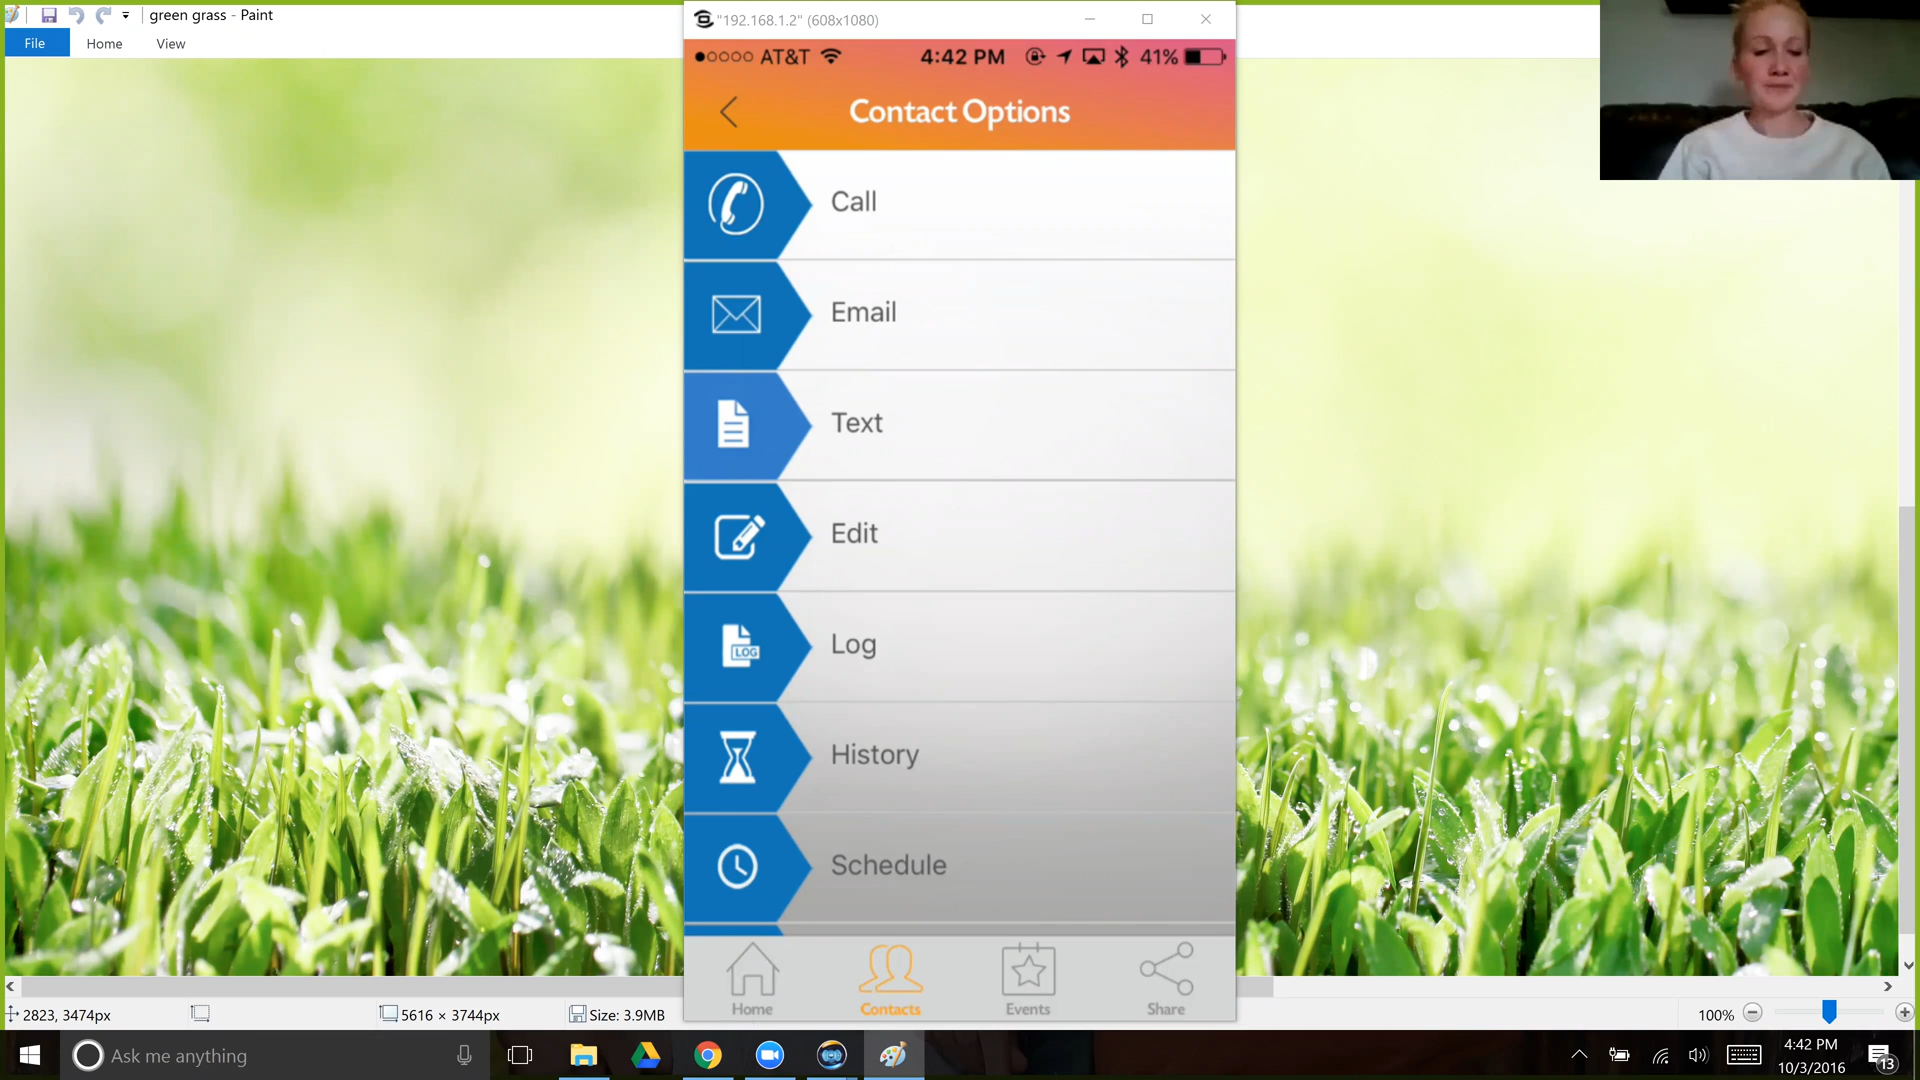 green grass - Paint
File
Home
View
"192.168.1.2" (608x1080)
AT&T
4:42 PM
41%
Contact Options
Call
Email
Text
Edit
LOG
Log
History
Schedule
Home
Contacts
Events
Share
2823, 3474px
5616 × 3744px
Size: 3.9MB
100%
Ask me anything
4:42 PM
10/3/2016
13